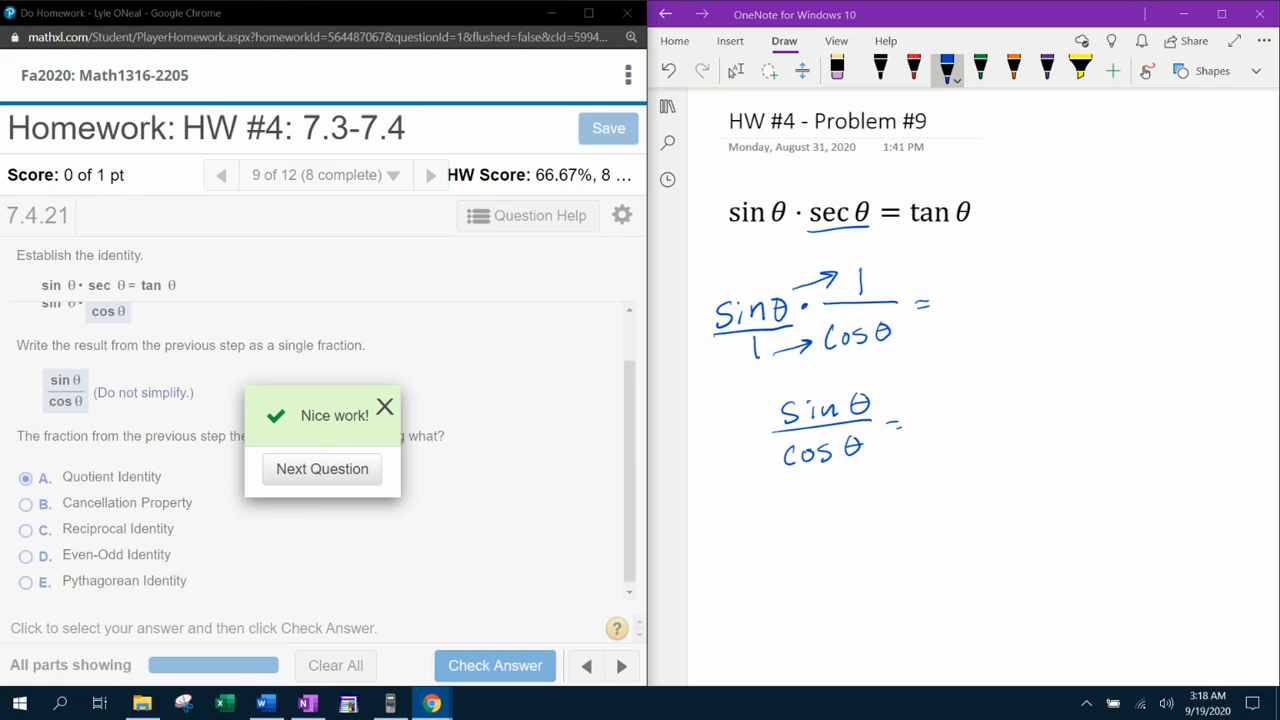 Do Homework - Lyle ONeal - Google Chrome
mathxl.com/Student/PlayerHomework.aspx?homeworkId=564487067&questionId=1&flushed=false&cId=5994...
Fa2020: Math1316-2205
Homework: HW #4: 7.3-7.4
Save
Score: 0 of 1 pt
9 of 12 (8 complete)
HW Score: 66.67%, 8 ...
7.4.21
Question Help
Establish the identity.
sin θ • sec θ = tan θ
sin θ •
cos θ
Write the result from the previous step as a single fraction.
sin θ
cos θ
(Do not simplify.)
The fraction from the previous step the
g what?
A. Quotient Identity
B. Cancellation Property
C. Reciprocal Identity
D. Even-Odd Identity
E. Pythagorean Identity
Nice work!
Next Question
Click to select your answer and then click Check Answer.
?
All parts showing
Clear All
Check Answer
OneNote for Windows 10
Home Insert Draw View Help
Share
Shapes
HW #4 - Problem #9
Monday, August 31, 2020 1:41 PM
sin θ · sec θ = tan θ
sin θ · 1 =
1 cos θ
sin θ =
cos θ
3:18 AM
9/19/2020